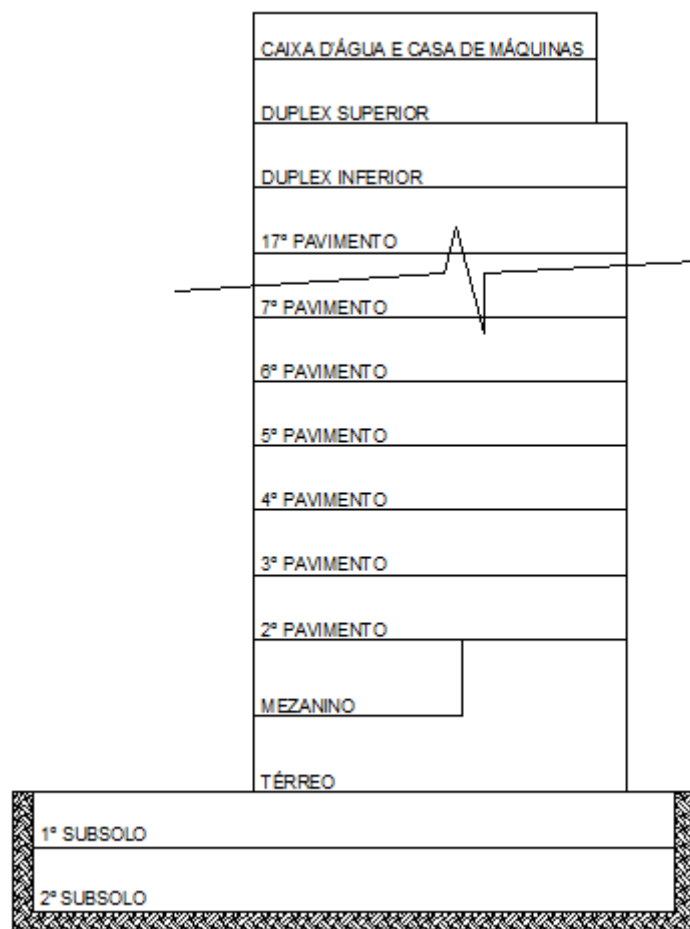 CAIXA D'ÁGUA E CASA DE MÁQUINAS
DUPLEX SUPERIOR
DUPLEX INFERIOR
17º PAVIMENTO
7º PAVIMENTO
6º PAVIMENTO
5º PAVIMENTO
4º PAVIMENTO
3º PAVIMENTO
2º PAVIMENTO
MEZANINO
TÉRREO
1º SUBSOLO
2º SUBSOLO